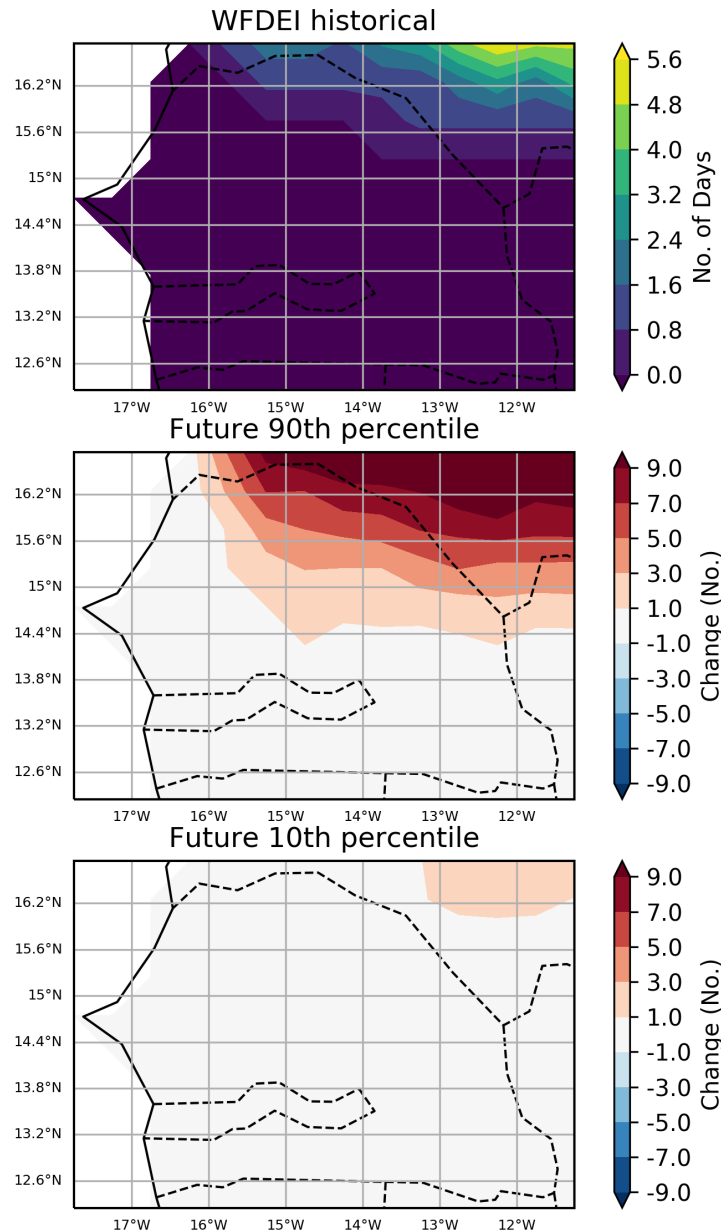 WFDEI historical
16.2°N
15.6°N
15°N
14.4°N
13.8°N
13.2°N
12.6°N
17°W 16°W 15°W 14°W 13°W 12°W
5.6
4.8
4.0
3.2
2.4
1.6
0.8
0.0
No. of Days
Future 90th percentile
16.2°N
15.6°N
15°N
14.4°N
13.8°N
13.2°N
12.6°N
17°W 16°W 15°W 14°W 13°W 12°W
9.0
7.0
5.0
3.0
1.0
-1.0
-3.0
-5.0
-7.0
-9.0
Change (No.)
Future 10th percentile
16.2°N
15.6°N
15°N
14.4°N
13.8°N
13.2°N
12.6°N
17°W 16°W 15°W 14°W 13°W 12°W
9.0
7.0
5.0
3.0
1.0
-1.0
-3.0
-5.0
-7.0
-9.0
Change (No.)